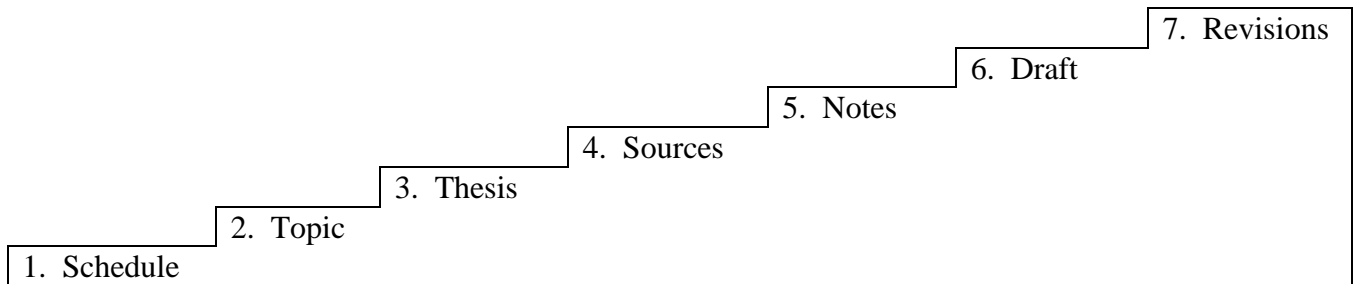 7. Revisions
6. Draft
5. Notes
4. Sources
3. Thesis
2. Topic
1. Schedule